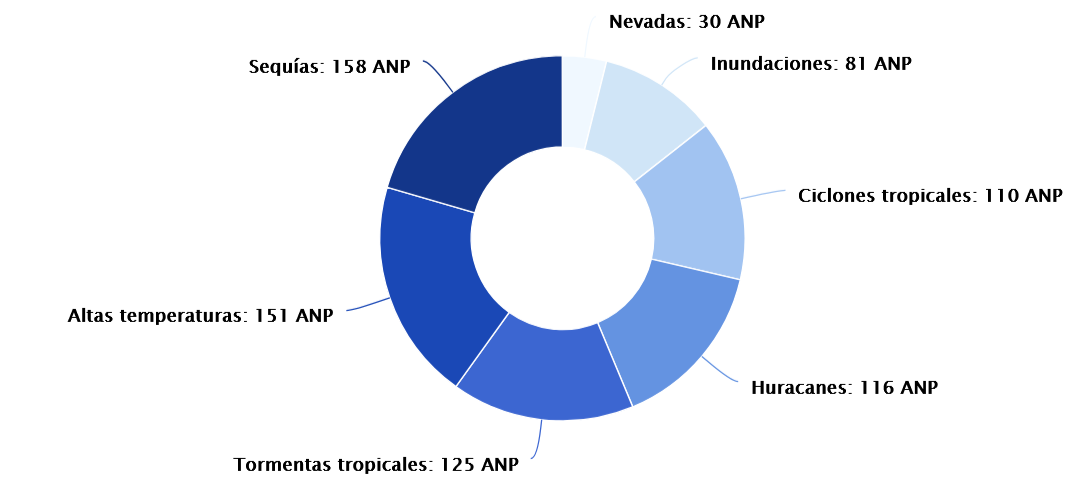 Nevadas: 30 ANP
Sequías: 158 ANP
Inundaciones: 81 ANP
Ciclones tropicales: 110 ANP
Altas temperaturas: 151 ANP
Huracanes: 116 ANP
Tormentas tropicales: 125 ANP